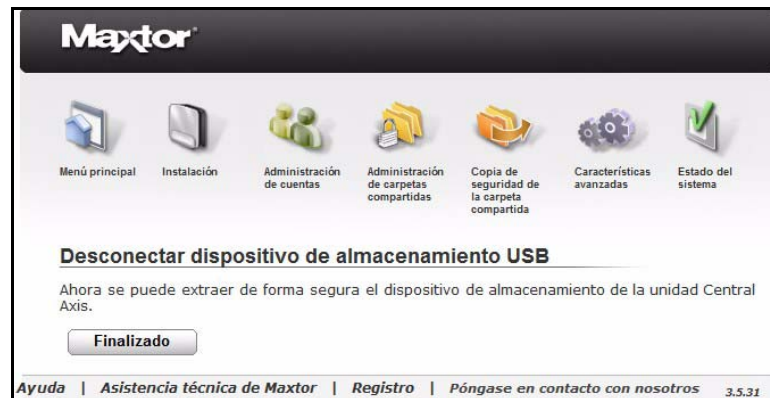 Maxtor
Menú principal
Instalación
Administración
de cuentas
Administración
de carpetas
compartidas
Copia de
seguridad de
la carpeta
compartida
Características
avanzadas
Estado del
sistema
Desconectar dispositivo de almacenamiento USB
Ahora se puede extraer de forma segura el dispositivo de almacenamiento de la unidad Central
Axis.
Finalizado
Ayuda | Asistencia técnica de Maxtor | Registro | Póngase en contacto con nosotros 3.5.31